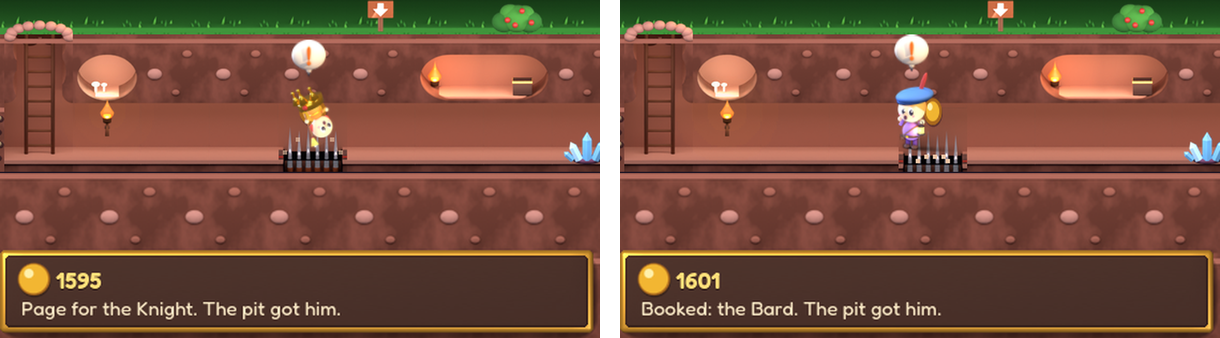 !
1595
Page for the Knight. The pit got him.
!
1601
Booked: the Bard. The pit got him.